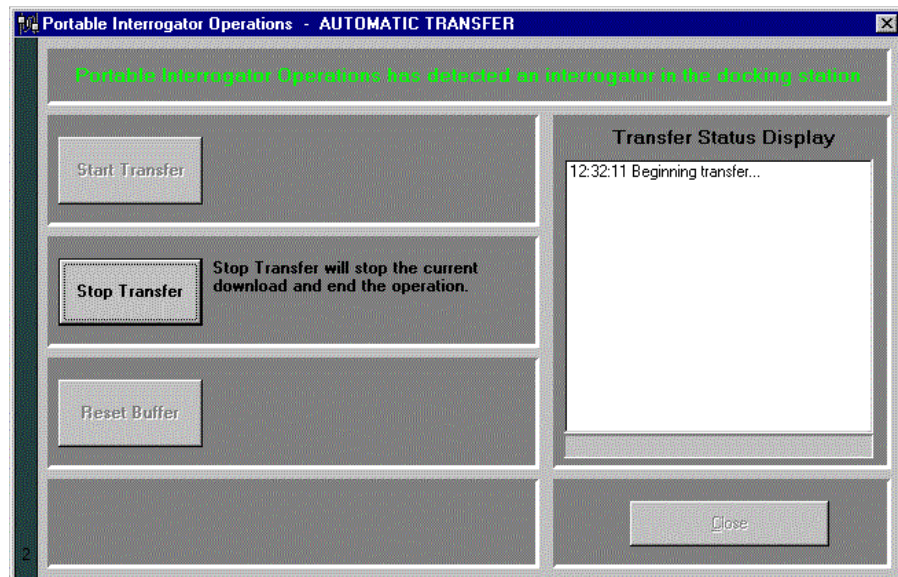 Portable Interrogator Operations - AUTOMATIC TRANSFER
Portable Interrogator Operations has detected an interrogator in the docking station
Start Transfer
Stop Transfer
Stop Transfer will stop the current
download and end the operation.
Reset Buffer
2
Transfer Status Display
12:32:11 Beginning transfer...
Close